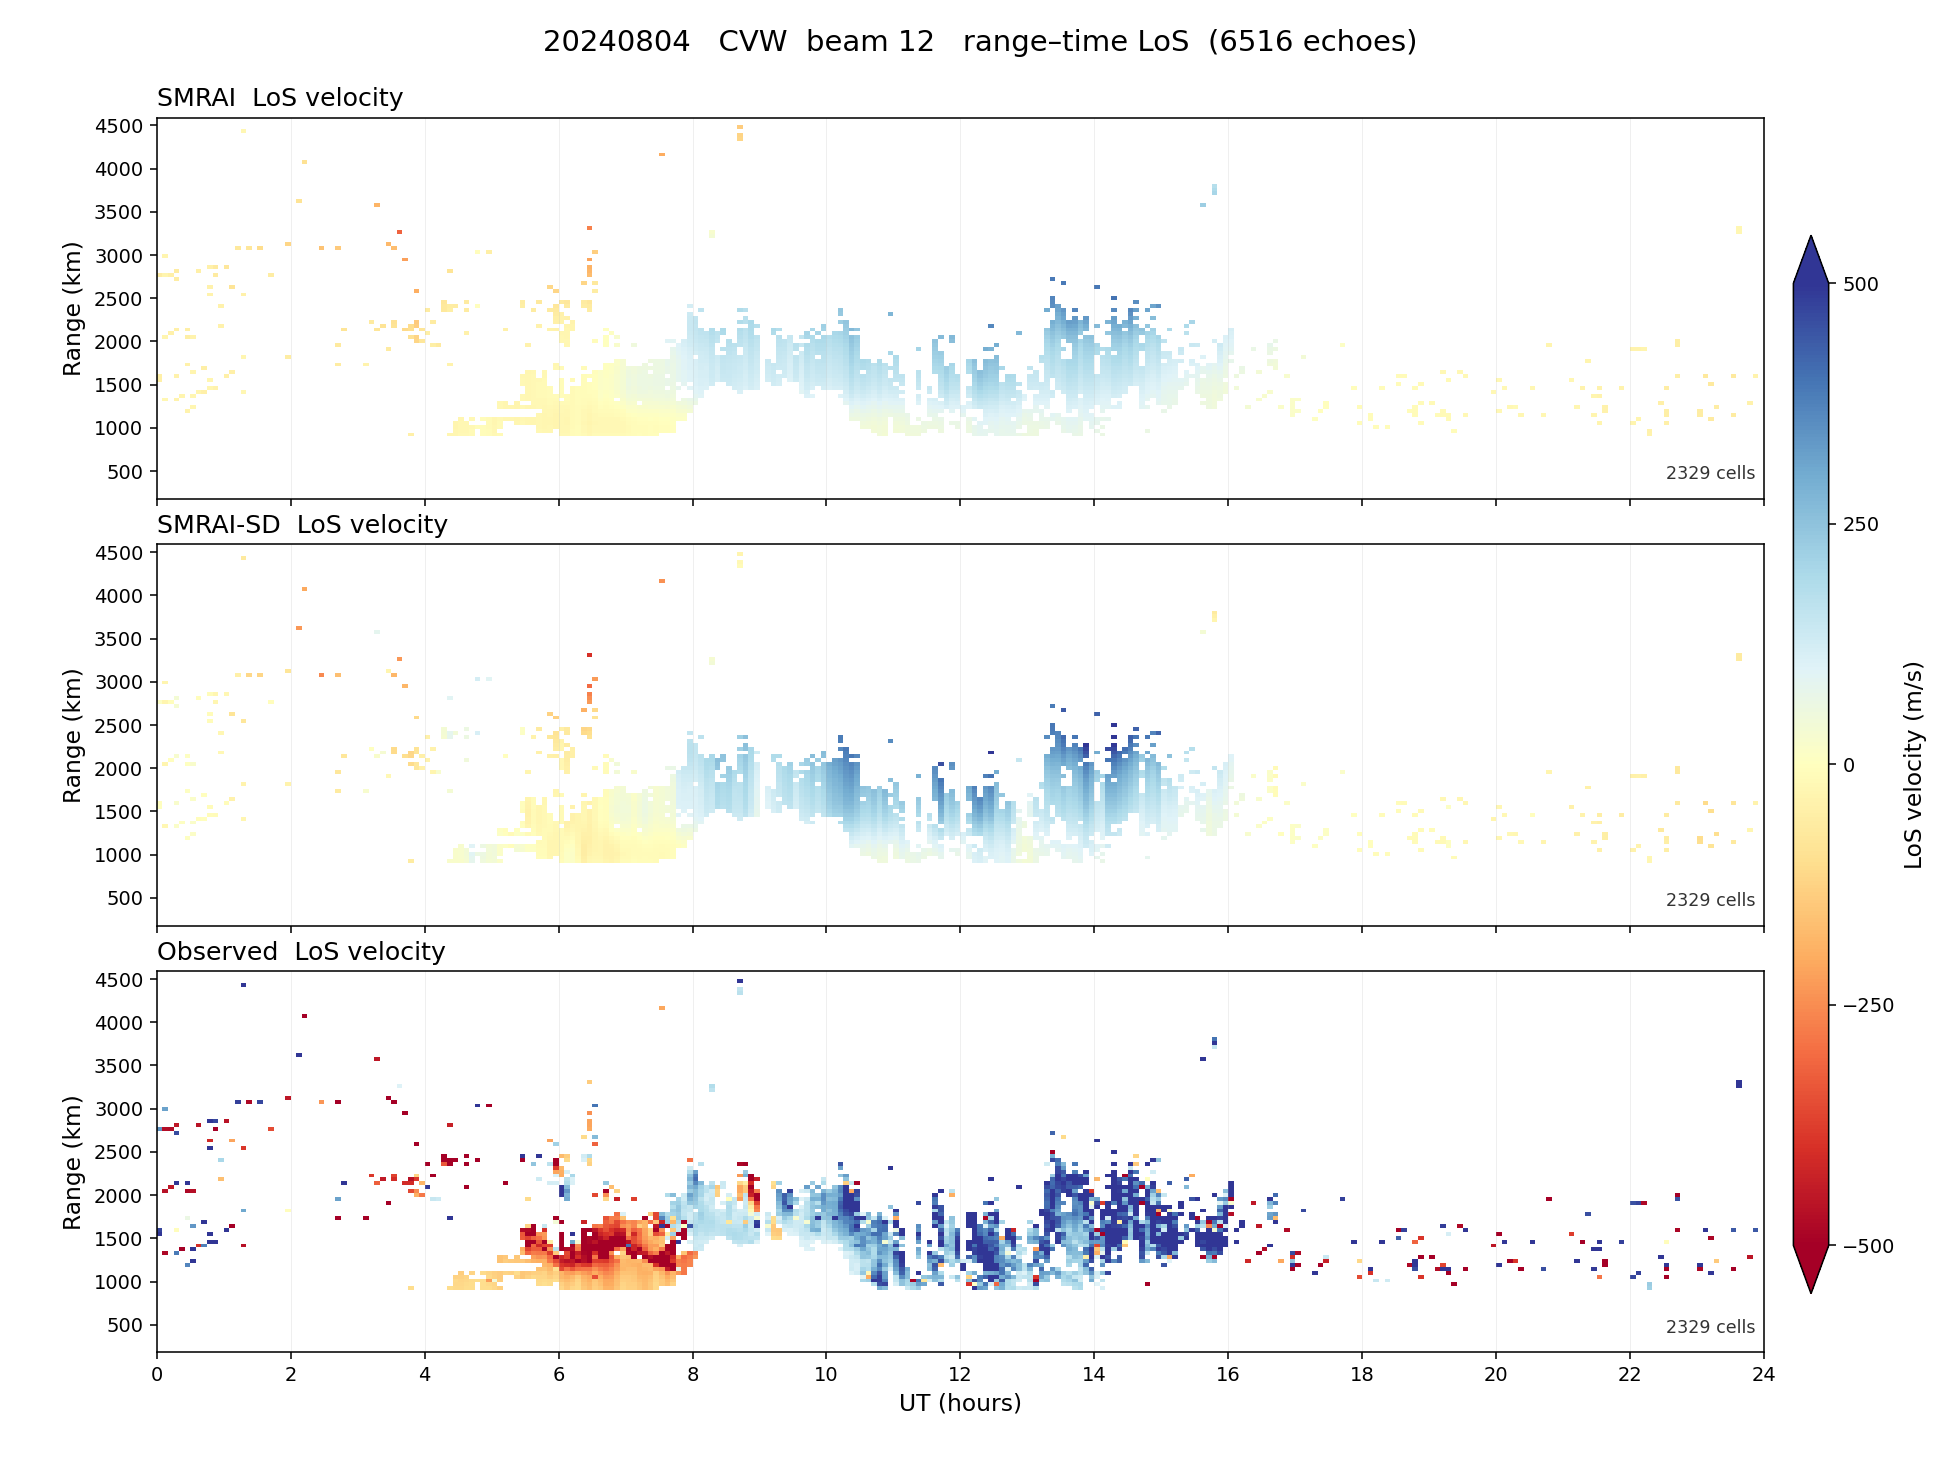 20240804   CVW  beam 12   range–time LoS  (6516 echoes)
SMRAI  LoS velocity
4500
4000
3500
3000
2500
2000
1500
1000
500
Range (km)
2329 cells
SMRAI-SD  LoS velocity
4500
4000
3500
3000
2500
2000
1500
1000
500
Range (km)
2329 cells
Observed  LoS velocity
4500
4000
3500
3000
2500
2000
1500
1000
500
Range (km)
2329 cells
0 2 4 6 8 10 12 14 16 18 20 22 24
UT (hours)
500
250
0
−250
−500
LoS velocity (m/s)